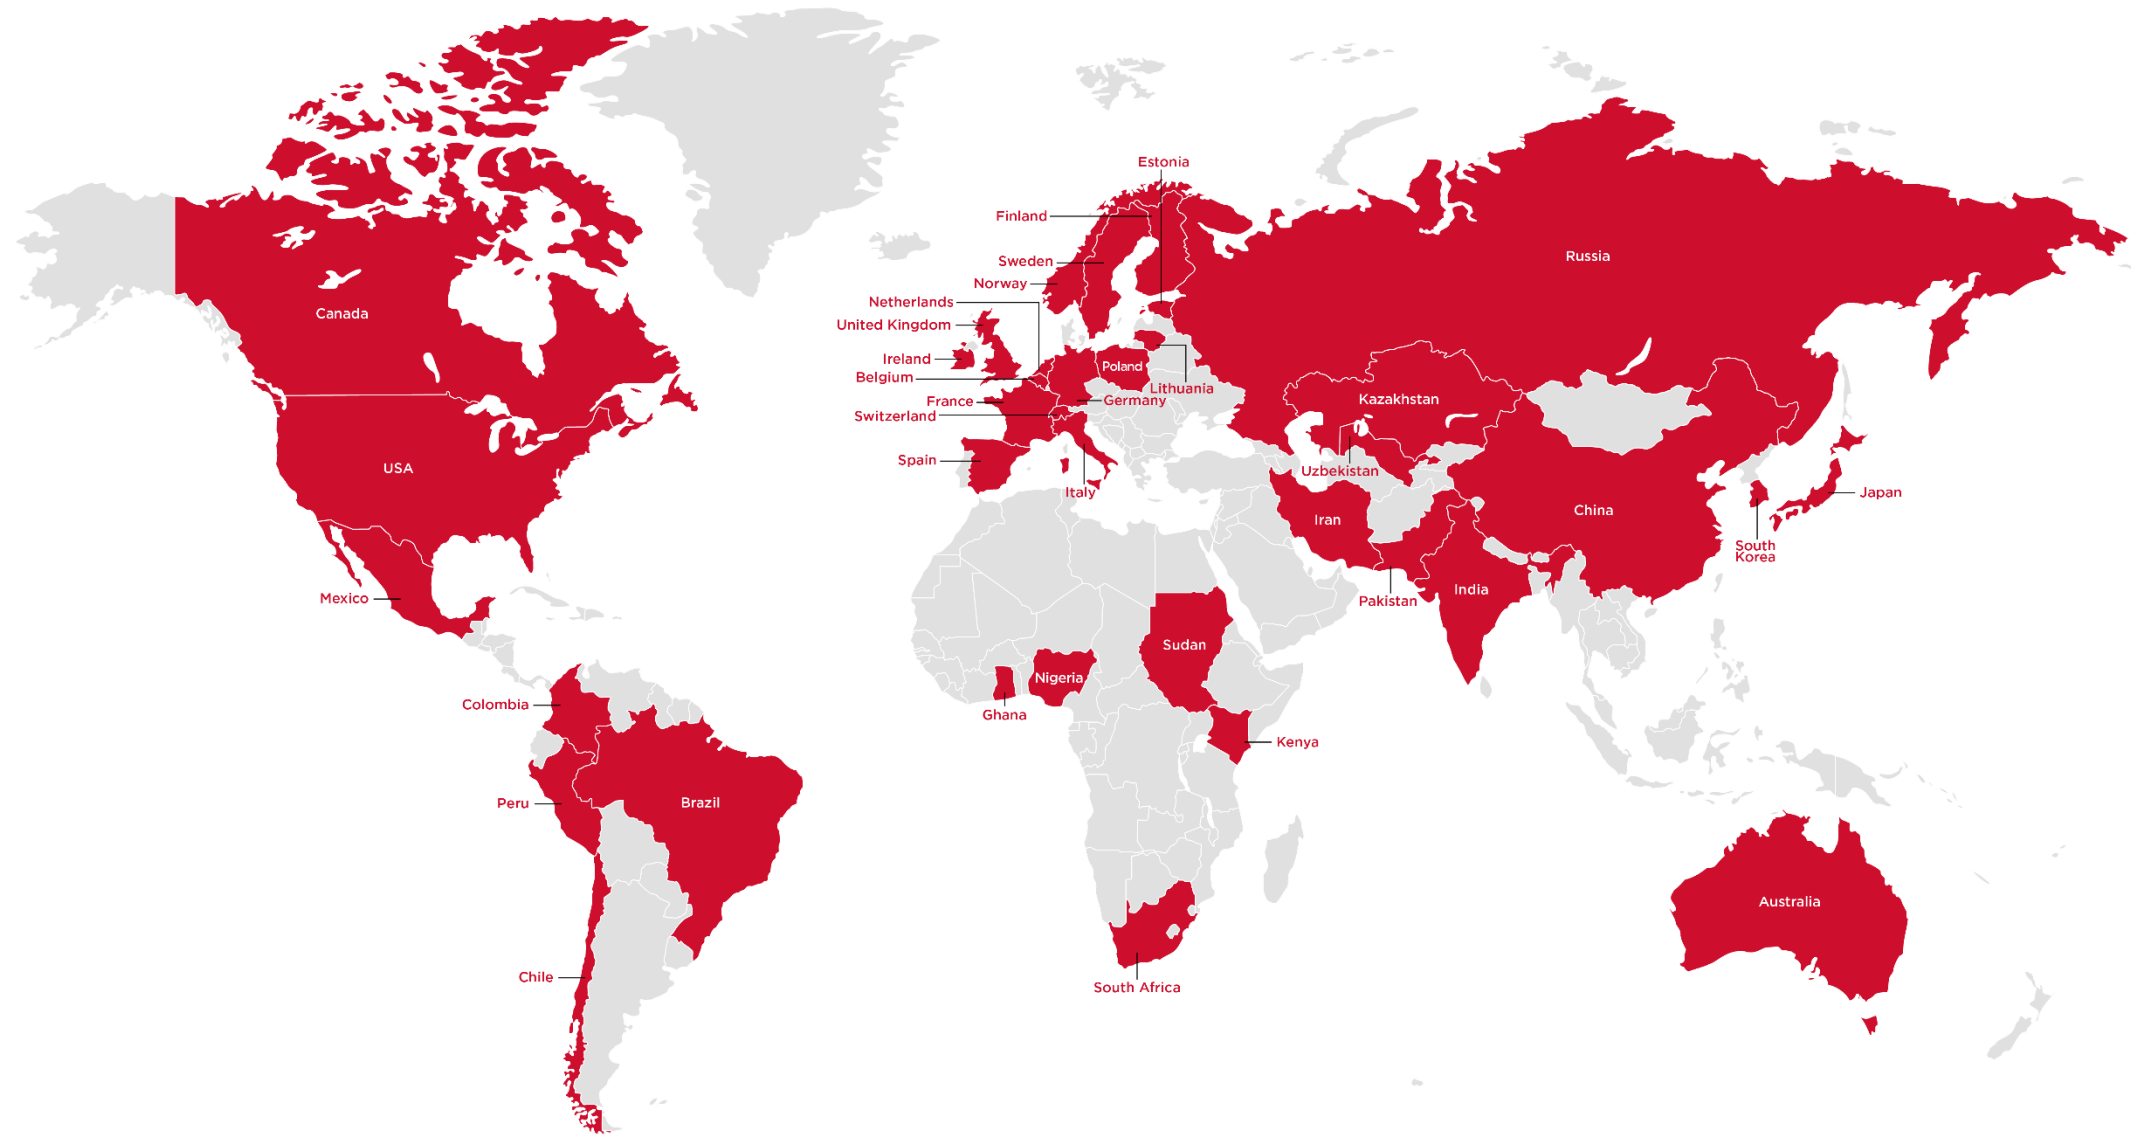 Estonia
Finland
Russia
Sweden
Norway
Netherlands
Canada
United Kingdom
Ireland
Poland
Belgium
Lithuania
France
Germany
Kazakhstan
Switzerland
Spain
USA
Uzbekistan
Italy
Japan
China
Iran
South
Korea
India
Mexico
Pakistan
Sudan
Nigeria
Colombia
Ghana
Kenya
Peru
Brazil
Australia
Chile
South Africa